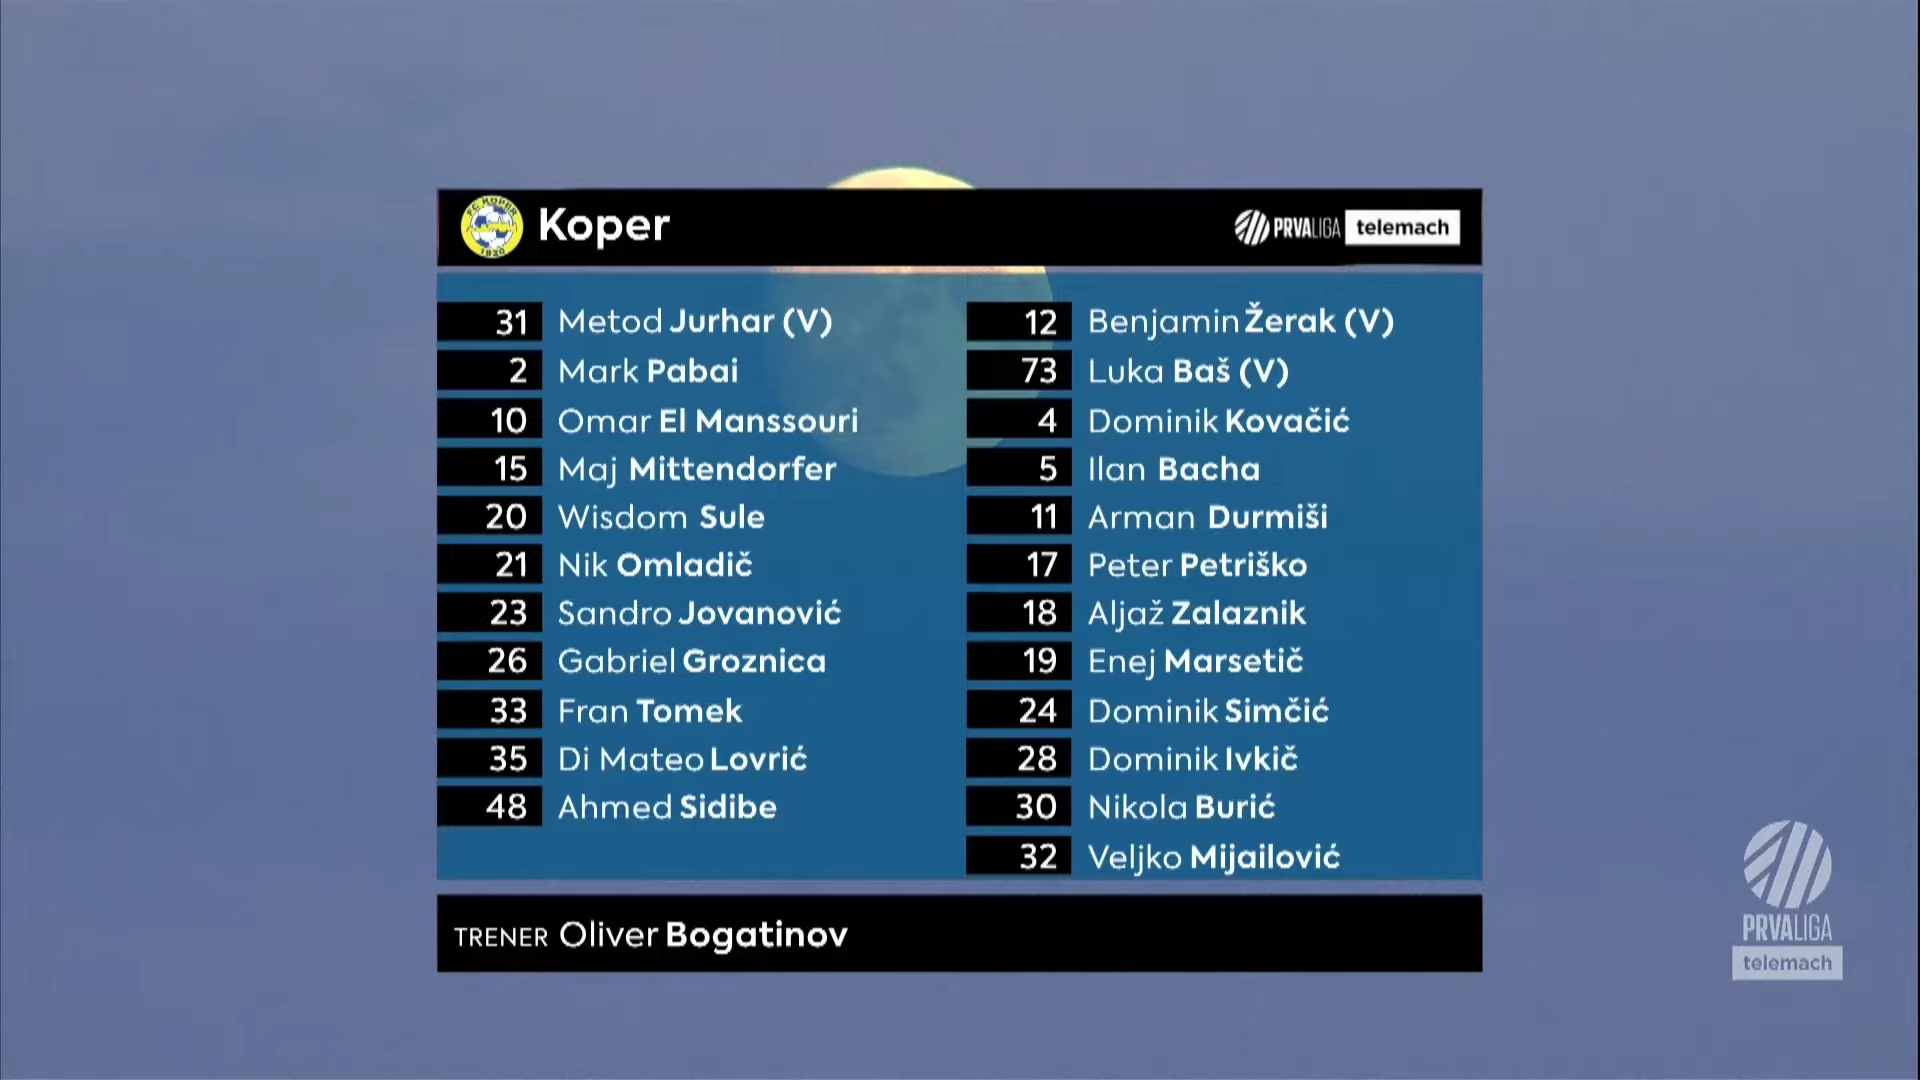 FC KOPER
1920
Koper
PRVALIGA telemach
31 Metod Jurhar (V)
2 Mark Pabai
10 Omar El Manssouri
15 Maj Mittendorfer
20 Wisdom Sule
21 Nik Omladič
23 Sandro Jovanović
26 Gabriel Groznica
33 Fran Tomek
35 Di Mateo Lovrić
48 Ahmed Sidibe
12 Benjamin Žerak (V)
73 Luka Baš (V)
4 Dominik Kovačić
5 Ilan Bacha
11 Arman Durmiši
17 Peter Petriško
18 Aljaž Zalaznik
19 Enej Marsetič
24 Dominik Simčić
28 Dominik Ivkič
30 Nikola Burić
32 Veljko Mijailović
TRENER Oliver Bogatinov
PRVALIGA
telemach